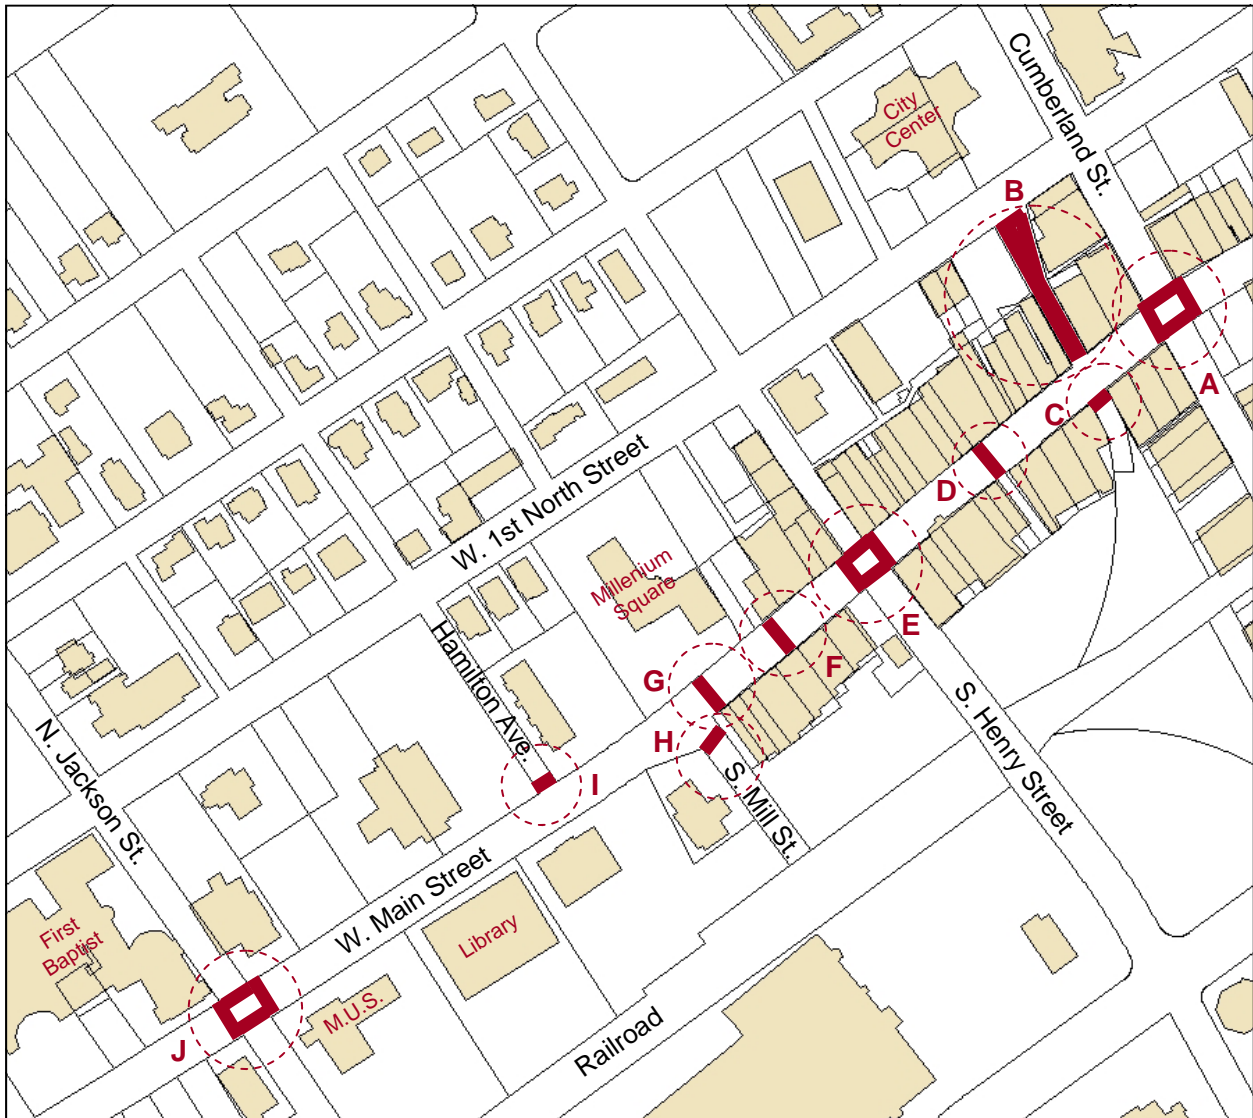 Cumberland St.
City
Center
B
A
C
D
W. 1st North Street
Millenium
Square
E
Hamilton Ave.
F
G
S. Henry Street
H
N. Jackson St.
I
S. Mill St.
W. Main Street
Library
First
Baptist
M.U.S.
Railroad
J